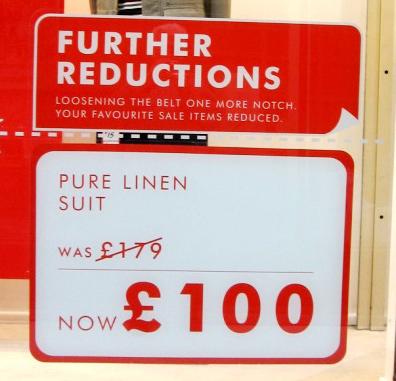 FURTHER
REDUCTIONS
LOOSENING THE BELT ONE MORE NOTCH.
YOUR FAVOURITE SALE ITEMS REDUCED.
PURE LINEN
SUIT
WAS £179
NOW £100